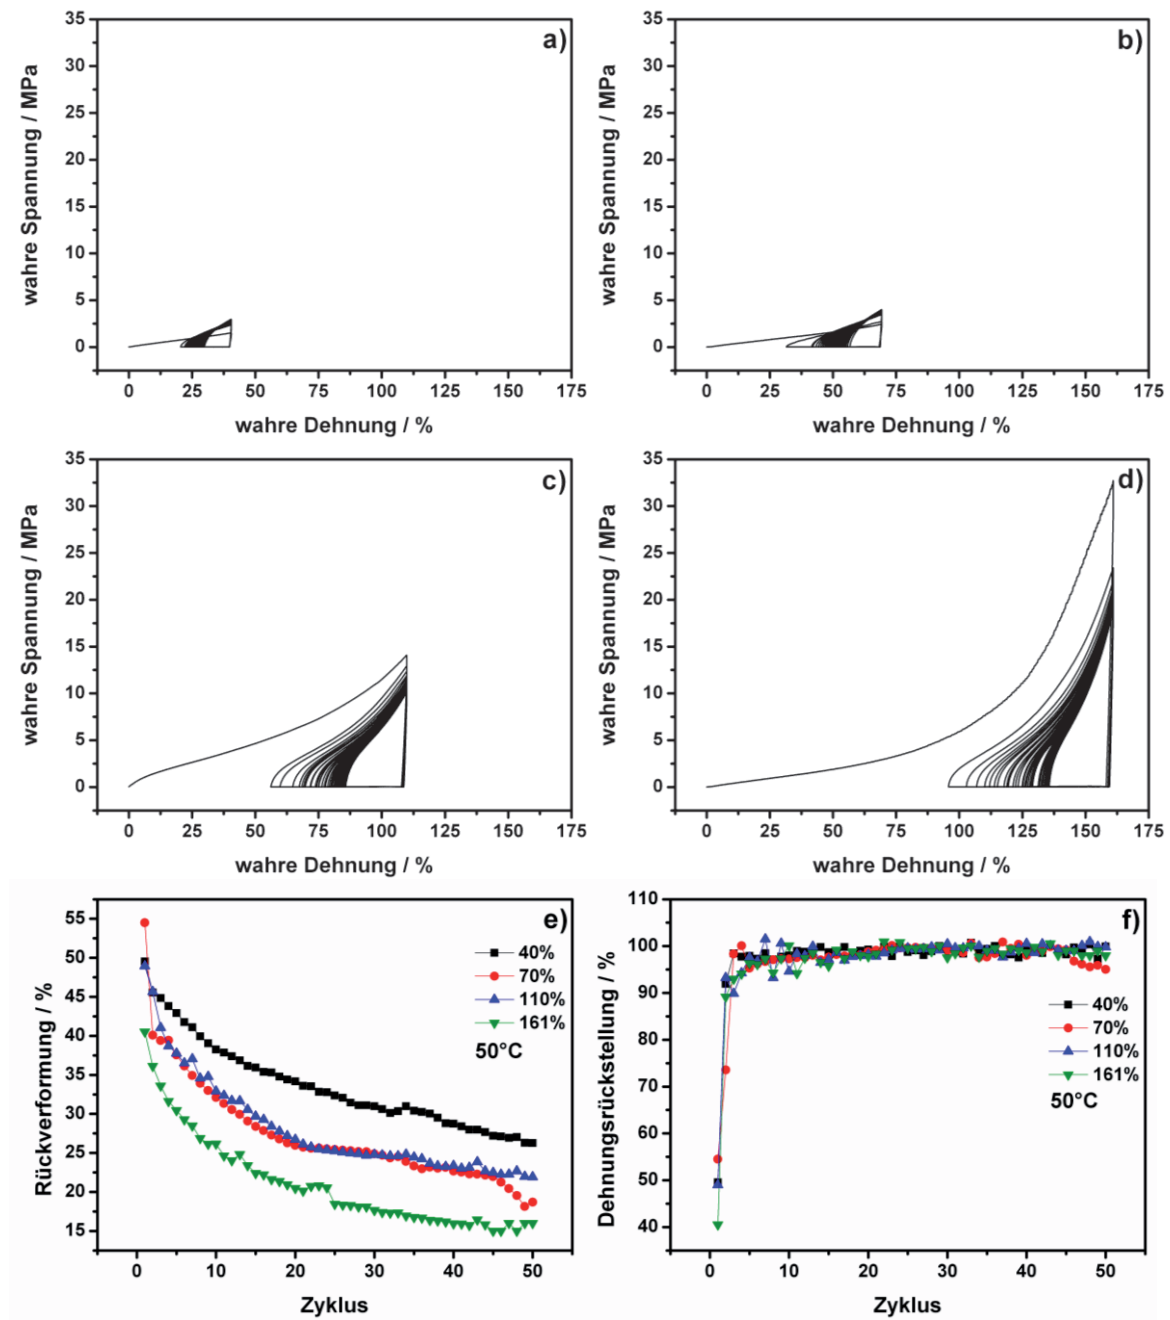 a)
35
30
25
20
15
10
5
0
wahre Spannung / MPa
0 25 50 75 100 125 150 175
wahre Dehnung / %
b)
35
30
25
20
15
10
5
0
wahre Spannung / MPa
0 25 50 75 100 125 150 175
wahre Dehnung / %
c)
35
30
25
20
15
10
5
0
wahre Spannung / MPa
0 25 50 75 100 125 150 175
wahre Dehnung / %
d)
35
30
25
20
15
10
5
0
wahre Spannung / MPa
0 25 50 75 100 125 150 175
wahre Dehnung / %
e)
55
50
45
40
35
30
25
20
15
Rückverformung / %
40%
70%
110%
161%
50°C
0 10 20 30 40 50
Zyklus
f)
110
100
90
80
70
60
50
40
Dehnungsrückstellung / %
40%
70%
110%
161%
50°C
0 10 20 30 40 50
Zyklus